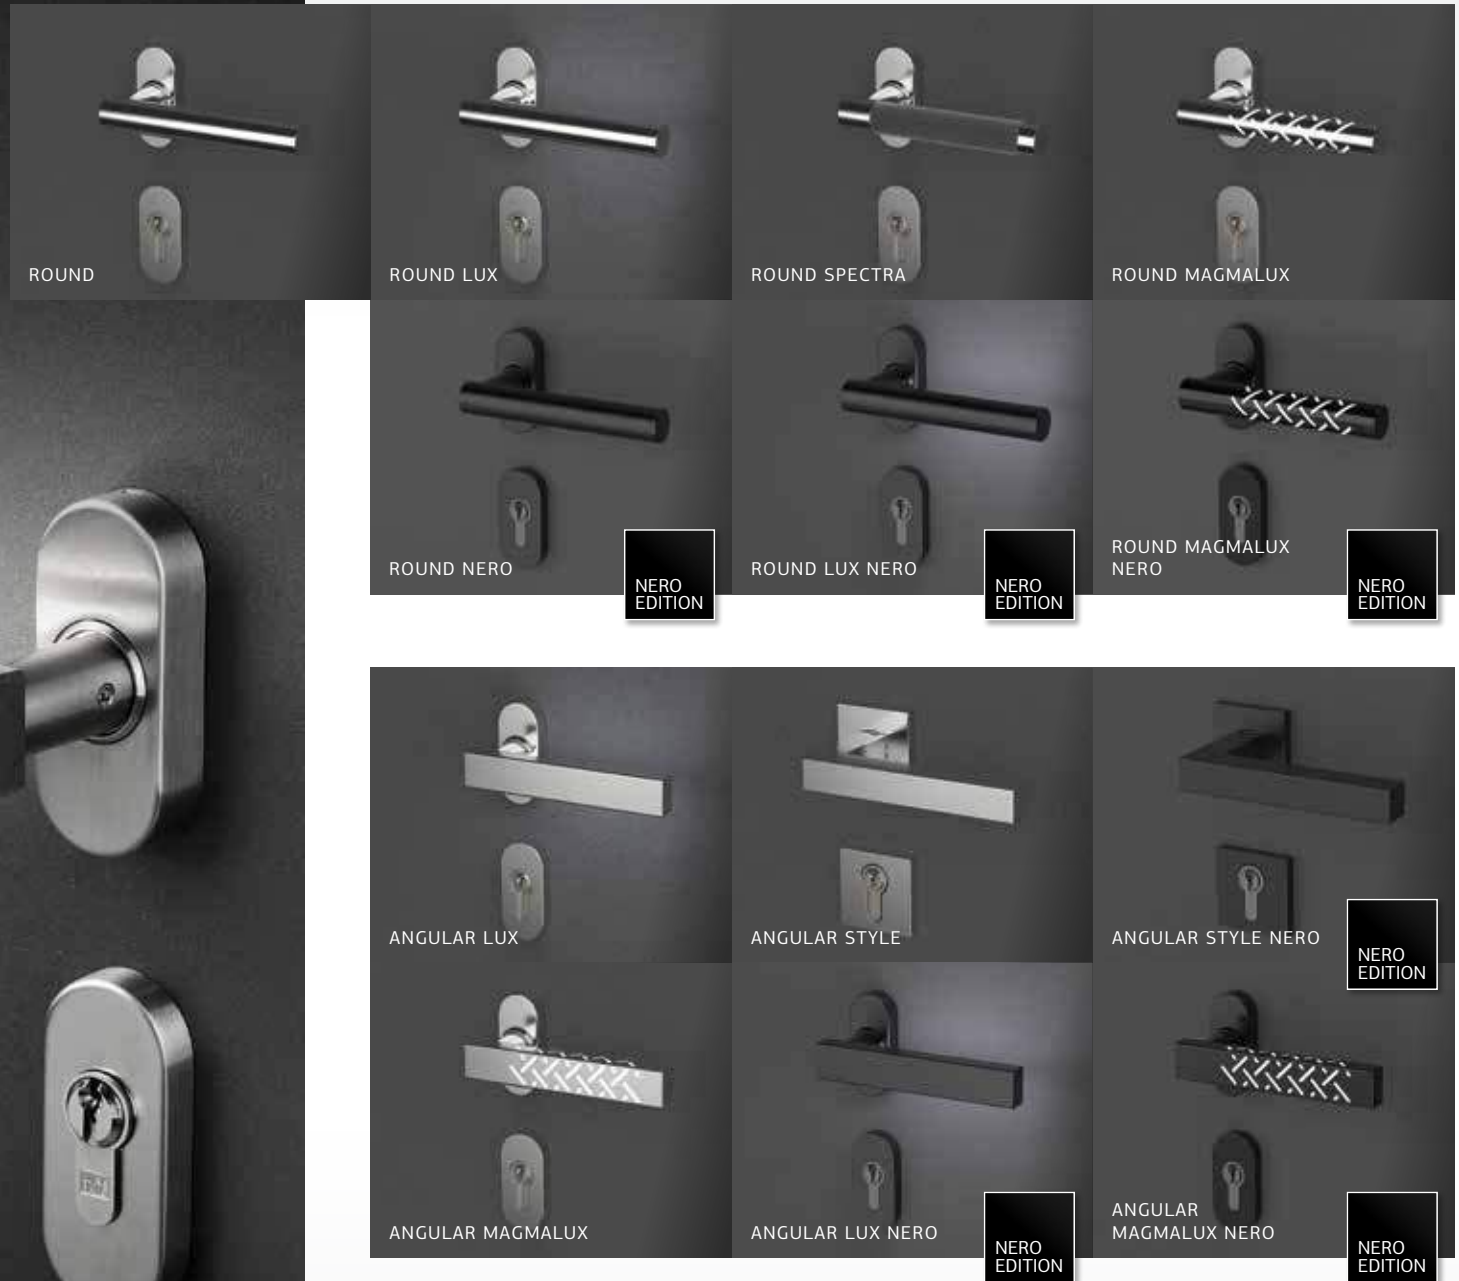 ROUND
ROUND LUX
ROUND SPECTRA
ROUND MAGMALUX
ROUND NERO
NERO
EDITION
ROUND LUX NERO
NERO
EDITION
ROUND MAGMALUX
NERO
NERO
EDITION
ANGULAR LUX
ANGULAR STYLE
ANGULAR STYLE NERO
NERO
EDITION
ANGULAR MAGMALUX
ANGULAR LUX NERO
NERO
EDITION
ANGULAR
MAGMALUX NERO
NERO
EDITION